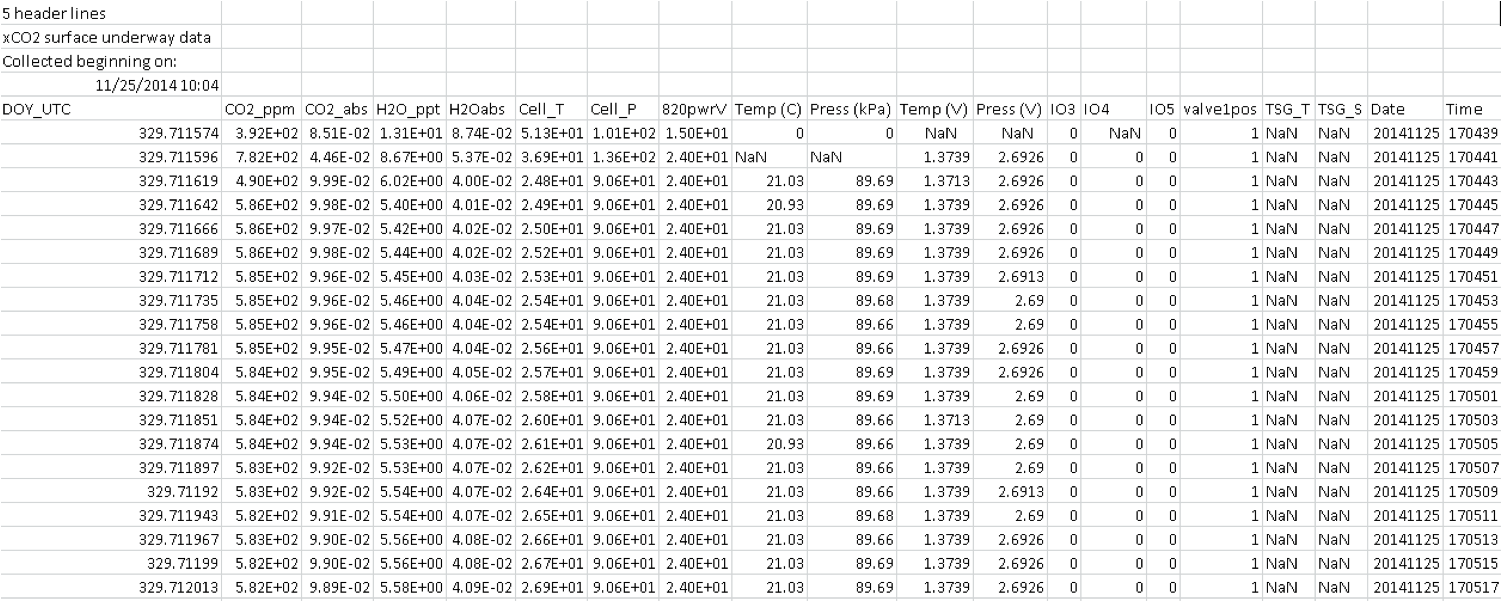 5 header lines
xCO2 surface underway data
Collected beginning on:
11/25/2014 10:04
DOY_UTC CO2_ppm CO2_abs H2O_ppt H2Oabs Cell_T Cell_P 820pwrV Temp (C) Press (kPa) Temp (V) Press (V) IO3 IO4 IO5 valve1pos TSG_T TSG_S Date Time
329.711574 3.92E+02 8.51E-02 1.31E+01 8.74E-02 5.13E+01 1.01E+02 1.50E+01 0 0 NaN NaN 0 NaN 0 1 NaN NaN 20141125 170439
329.711596 7.82E+02 4.46E-02 8.67E+00 5.37E-02 3.69E+01 1.36E+02 2.40E+01 NaN NaN 1.3739 2.6926 0 0 0 1 NaN NaN 20141125 170441
329.711619 4.90E+02 9.99E-02 6.02E+00 4.00E-02 2.48E+01 9.06E+01 2.40E+01 21.03 89.69 1.3713 2.6926 0 0 0 1 NaN NaN 20141125 170443
329.711642 5.86E+02 9.98E-02 5.40E+00 4.01E-02 2.49E+01 9.06E+01 2.40E+01 20.93 89.69 1.3739 2.6926 0 0 0 1 NaN NaN 20141125 170445
329.711666 5.86E+02 9.97E-02 5.42E+00 4.02E-02 2.50E+01 9.06E+01 2.40E+01 21.03 89.69 1.3739 2.6926 0 0 0 1 NaN NaN 20141125 170447
329.711689 5.86E+02 9.98E-02 5.44E+00 4.02E-02 2.52E+01 9.06E+01 2.40E+01 21.03 89.69 1.3739 2.6926 0 0 0 1 NaN NaN 20141125 170449
329.711712 5.85E+02 9.96E-02 5.45E+00 4.03E-02 2.53E+01 9.06E+01 2.40E+01 21.03 89.69 1.3739 2.6913 0 0 0 1 NaN NaN 20141125 170451
329.711735 5.85E+02 9.96E-02 5.46E+00 4.04E-02 2.54E+01 9.06E+01 2.40E+01 21.03 89.68 1.3739 2.69 0 0 0 1 NaN NaN 20141125 170453
329.711758 5.85E+02 9.96E-02 5.46E+00 4.04E-02 2.54E+01 9.06E+01 2.40E+01 21.03 89.66 1.3739 2.69 0 0 0 1 NaN NaN 20141125 170455
329.711781 5.85E+02 9.95E-02 5.47E+00 4.04E-02 2.56E+01 9.06E+01 2.40E+01 21.03 89.66 1.3739 2.6926 0 0 0 1 NaN NaN 20141125 170457
329.711804 5.84E+02 9.95E-02 5.49E+00 4.05E-02 2.57E+01 9.06E+01 2.40E+01 21.03 89.69 1.3739 2.6926 0 0 0 1 NaN NaN 20141125 170459
329.711828 5.84E+02 9.94E-02 5.50E+00 4.06E-02 2.58E+01 9.06E+01 2.40E+01 21.03 89.69 1.3739 2.69 0 0 0 1 NaN NaN 20141125 170501
329.711851 5.84E+02 9.94E-02 5.52E+00 4.07E-02 2.60E+01 9.06E+01 2.40E+01 21.03 89.66 1.3713 2.69 0 0 0 1 NaN NaN 20141125 170503
329.711874 5.84E+02 9.94E-02 5.53E+00 4.07E-02 2.61E+01 9.06E+01 2.40E+01 20.93 89.66 1.3739 2.69 0 0 0 1 NaN NaN 20141125 170505
329.711897 5.83E+02 9.92E-02 5.53E+00 4.07E-02 2.62E+01 9.06E+01 2.40E+01 21.03 89.66 1.3739 2.69 0 0 0 1 NaN NaN 20141125 170507
329.71192 5.83E+02 9.92E-02 5.54E+00 4.07E-02 2.64E+01 9.06E+01 2.40E+01 21.03 89.66 1.3739 2.6913 0 0 0 1 NaN NaN 20141125 170509
329.711943 5.82E+02 9.91E-02 5.54E+00 4.07E-02 2.65E+01 9.06E+01 2.40E+01 21.03 89.68 1.3739 2.69 0 0 0 1 NaN NaN 20141125 170511
329.711967 5.83E+02 9.90E-02 5.56E+00 4.08E-02 2.66E+01 9.06E+01 2.40E+01 21.03 89.66 1.3739 2.6926 0 0 0 1 NaN NaN 20141125 170513
329.71199 5.82E+02 9.90E-02 5.56E+00 4.08E-02 2.67E+01 9.06E+01 2.40E+01 21.03 89.69 1.3739 2.6926 0 0 0 1 NaN NaN 20141125 170515
329.712013 5.82E+02 9.89E-02 5.58E+00 4.09E-02 2.69E+01 9.06E+01 2.40E+01 21.03 89.69 1.3739 2.6926 0 0 0 1 NaN NaN 20141125 170517